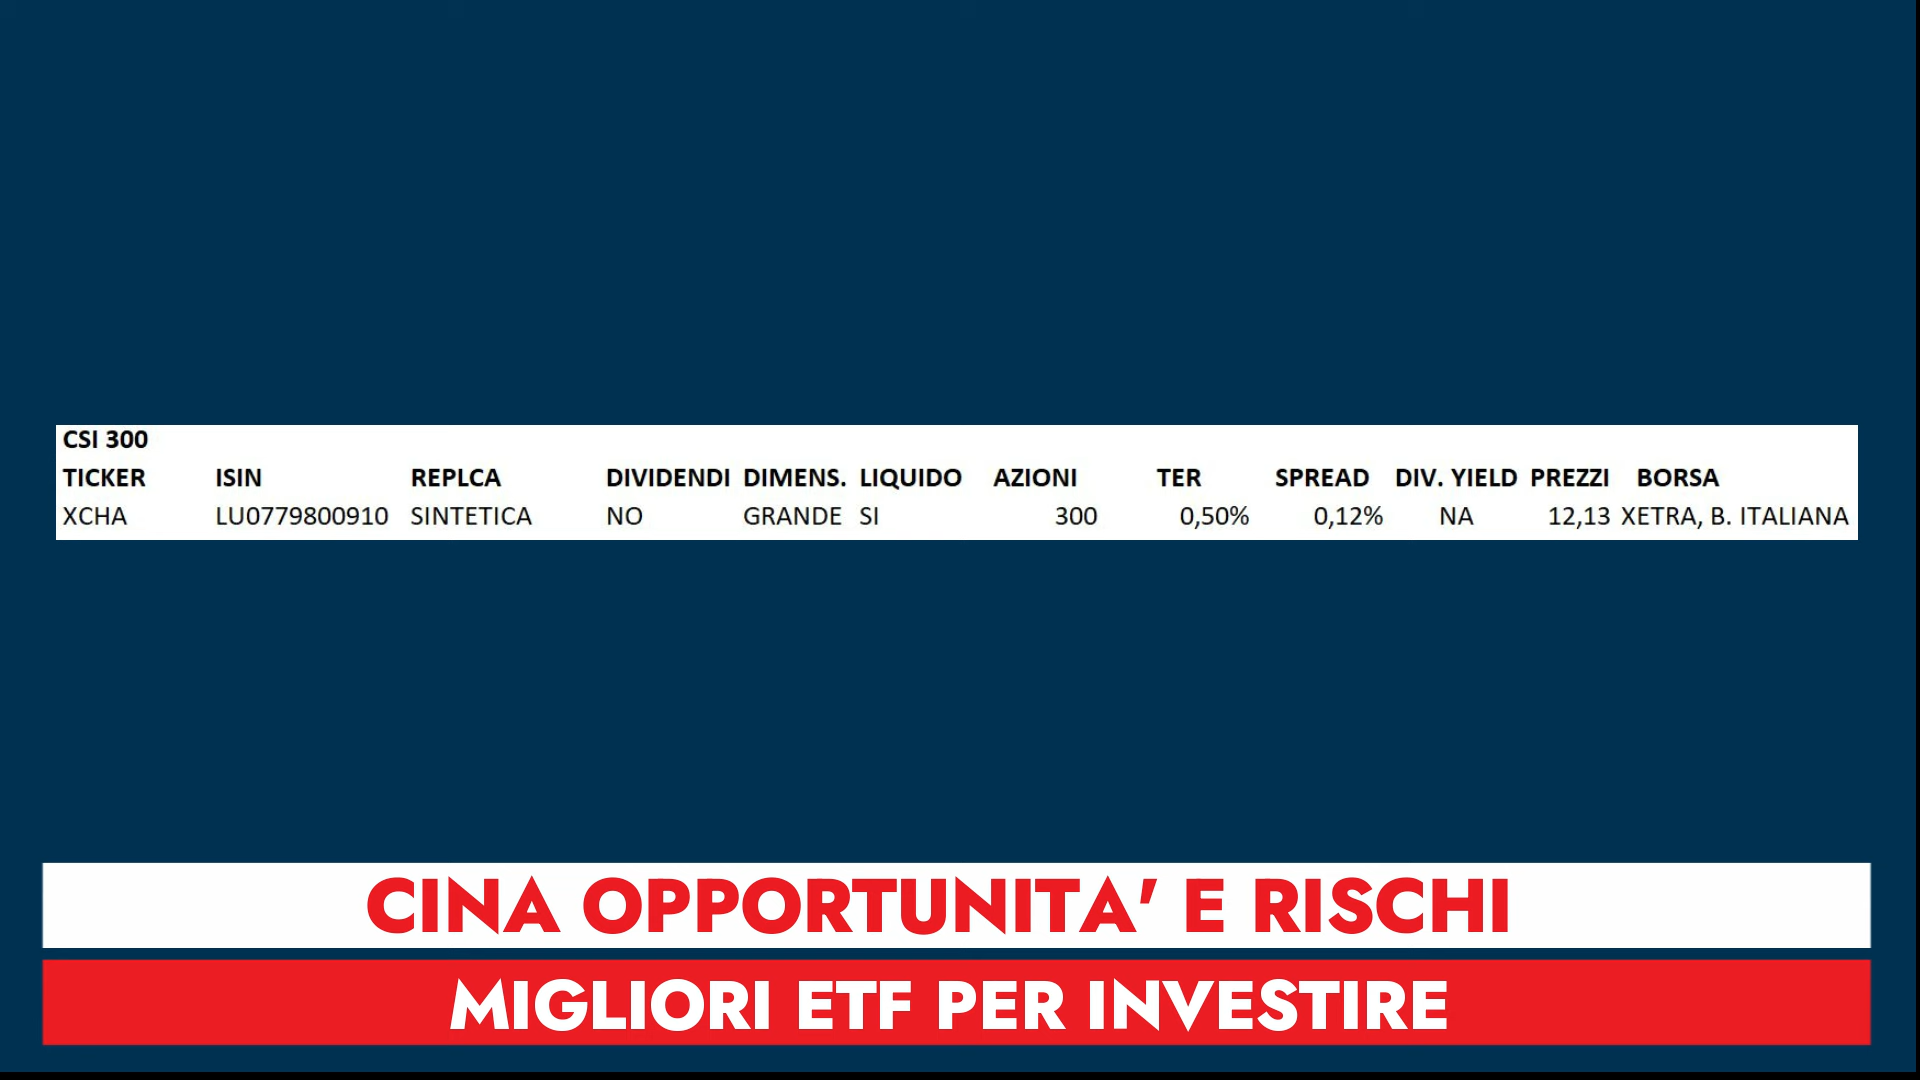 CSI 300
TICKER ISIN REPLCA DIVIDENDI DIMENS. LIQUIDO AZIONI TER SPREAD DIV. YIELD PREZZI BORSA
XCHA LU0779800910 SINTETICA NO GRANDE SI 300 0,50% 0,12% NA 12,13 XETRA, B. ITALIANA
CINA OPPORTUNITA' E RISCHI
MIGLIORI ETF PER INVESTIRE